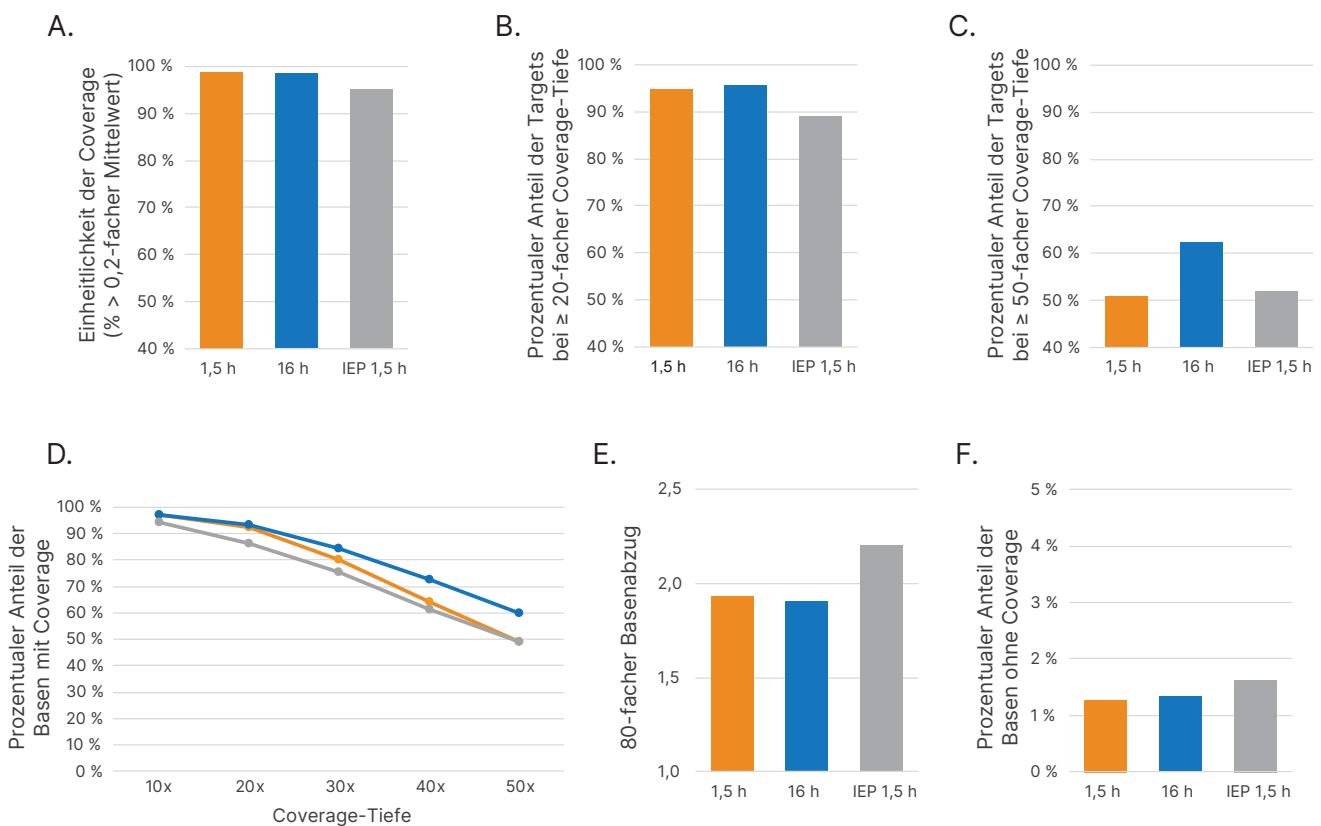 A.
Einheitlichkeit der Coverage
(% > 0,2-facher Mittelwert)
100 %
90 %
80 %
70 %
60 %
50 %
40 %
1,5 h
16 h
IEP 1,5 h
B.
Prozentualer Anteil der Targets
bei ≥ 20-facher Coverage-Tiefe
100 %
90 %
80 %
70 %
60 %
50 %
40 %
1,5 h
16 h
IEP 1,5 h
C.
Prozentualer Anteil der Targets
bei ≥ 50-facher Coverage-Tiefe
100 %
90 %
80 %
70 %
60 %
50 %
40 %
1,5 h
16 h
IEP 1,5 h
D.
Prozentualer Anteil der
Basen mit Coverage
100 %
90 %
80 %
70 %
60 %
50 %
40 %
30 %
20 %
10 %
0 %
10x
20x
30x
40x
50x
Coverage-Tiefe
E.
80-facher Basenabzug
2,5
2,0
1,5
1,0
1,5 h
16 h
IEP 1,5 h
F.
Prozentualer Anteil der
Basen ohne Coverage
5 %
4 %
3 %
2 %
1 %
0 %
1,5 h
16 h
IEP 1,5 h